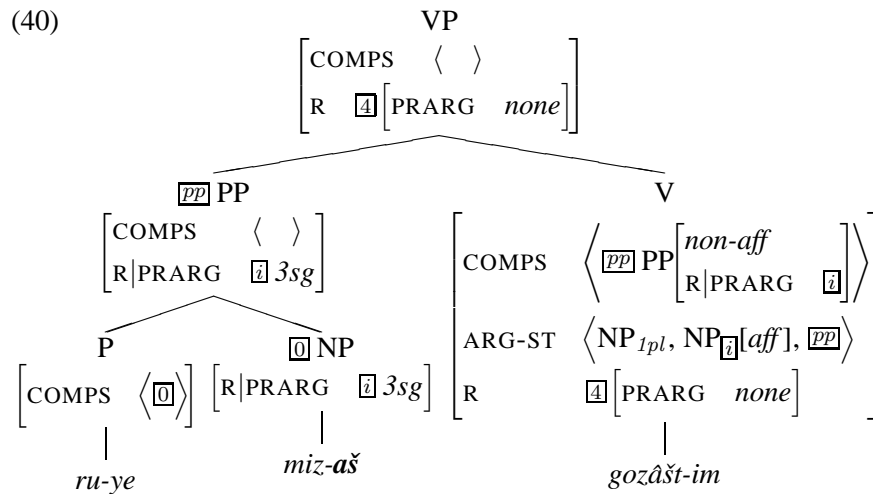 (40)
VP
COMPS ⟨ ⟩
R [4] [PRARG none]
[pp] PP V
COMPS ⟨ ⟩
R|PRARG [i] 3sg
COMPS ⟨[pp] PP[non-aff
R|PRARG [i]]⟩
ARG-ST ⟨NP1pl, NP[i][aff], [pp]⟩
R [4] [PRARG none]
P [0] NP
[COMPS ⟨[0]⟩] [R|PRARG [i] 3sg]
ru-ye miz-aš gozâšt-im